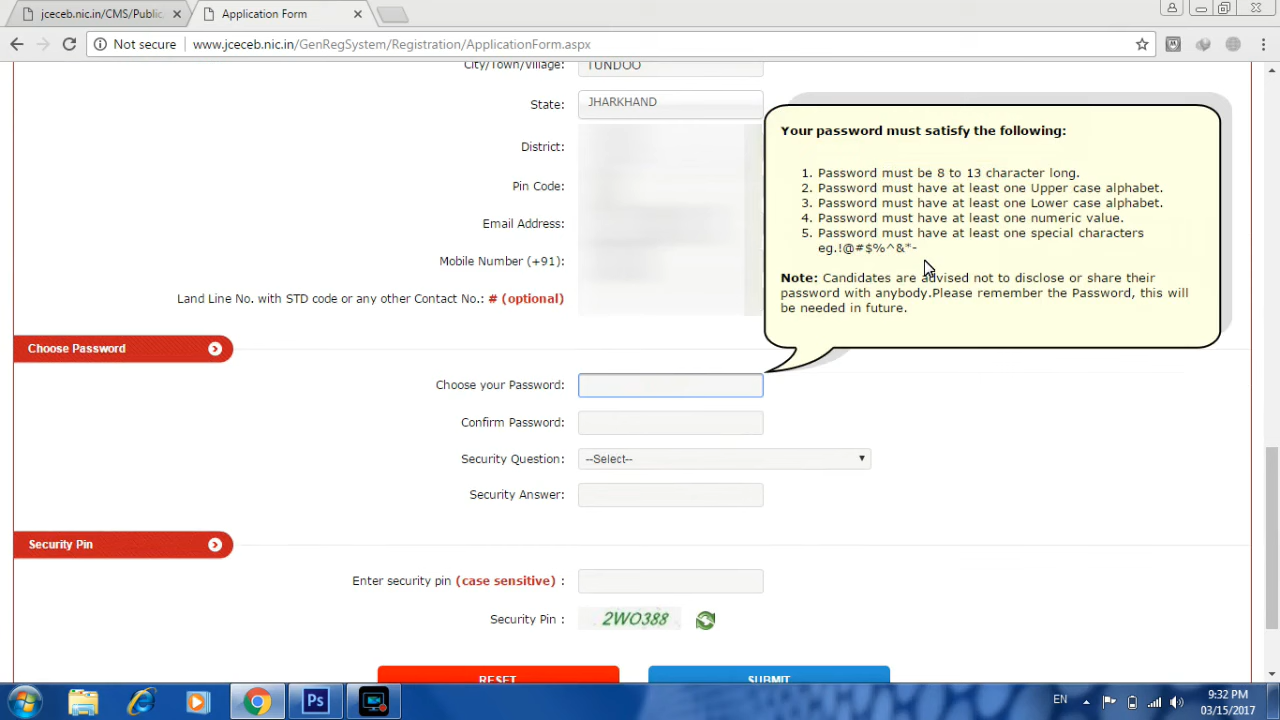 jceceb.nic.in/CMS/Public
Application Form
Not secure
www.jceceb.nic.in/GenRegSystem/Registration/ApplicationForm.aspx
City/Town/Village:
TUNDOO
State:
JHARKHAND
District:
Pin Code:
Email Address:
Mobile Number (+91):
Land Line No. with STD code or any other Contact No.: # (optional)
Your password must satisfy the following:
1. Password must be 8 to 13 character long.
2. Password must have at least one Upper case alphabet.
3. Password must have at least one Lower case alphabet.
4. Password must have at least one numeric value.
5. Password must have at least one special characters
eg.!@#$%^&*-
Note: Candidates are advised not to disclose or share their
password with anybody.Please remember the Password, this will
be needed in future.
Choose Password
Choose your Password:
Confirm Password:
Security Question:
--Select--
Security Answer:
Security Pin
Enter security pin (case sensitive) :
Security Pin :
2WO388
RESET
SUBMIT
Ps
EN
9:32 PM
03/15/2017